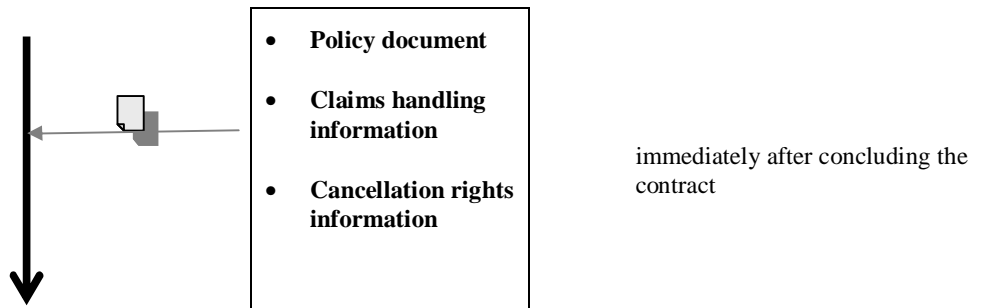 • Policy document
• Claims handling
information
• Cancellation rights
information
immediately after concluding the
contract